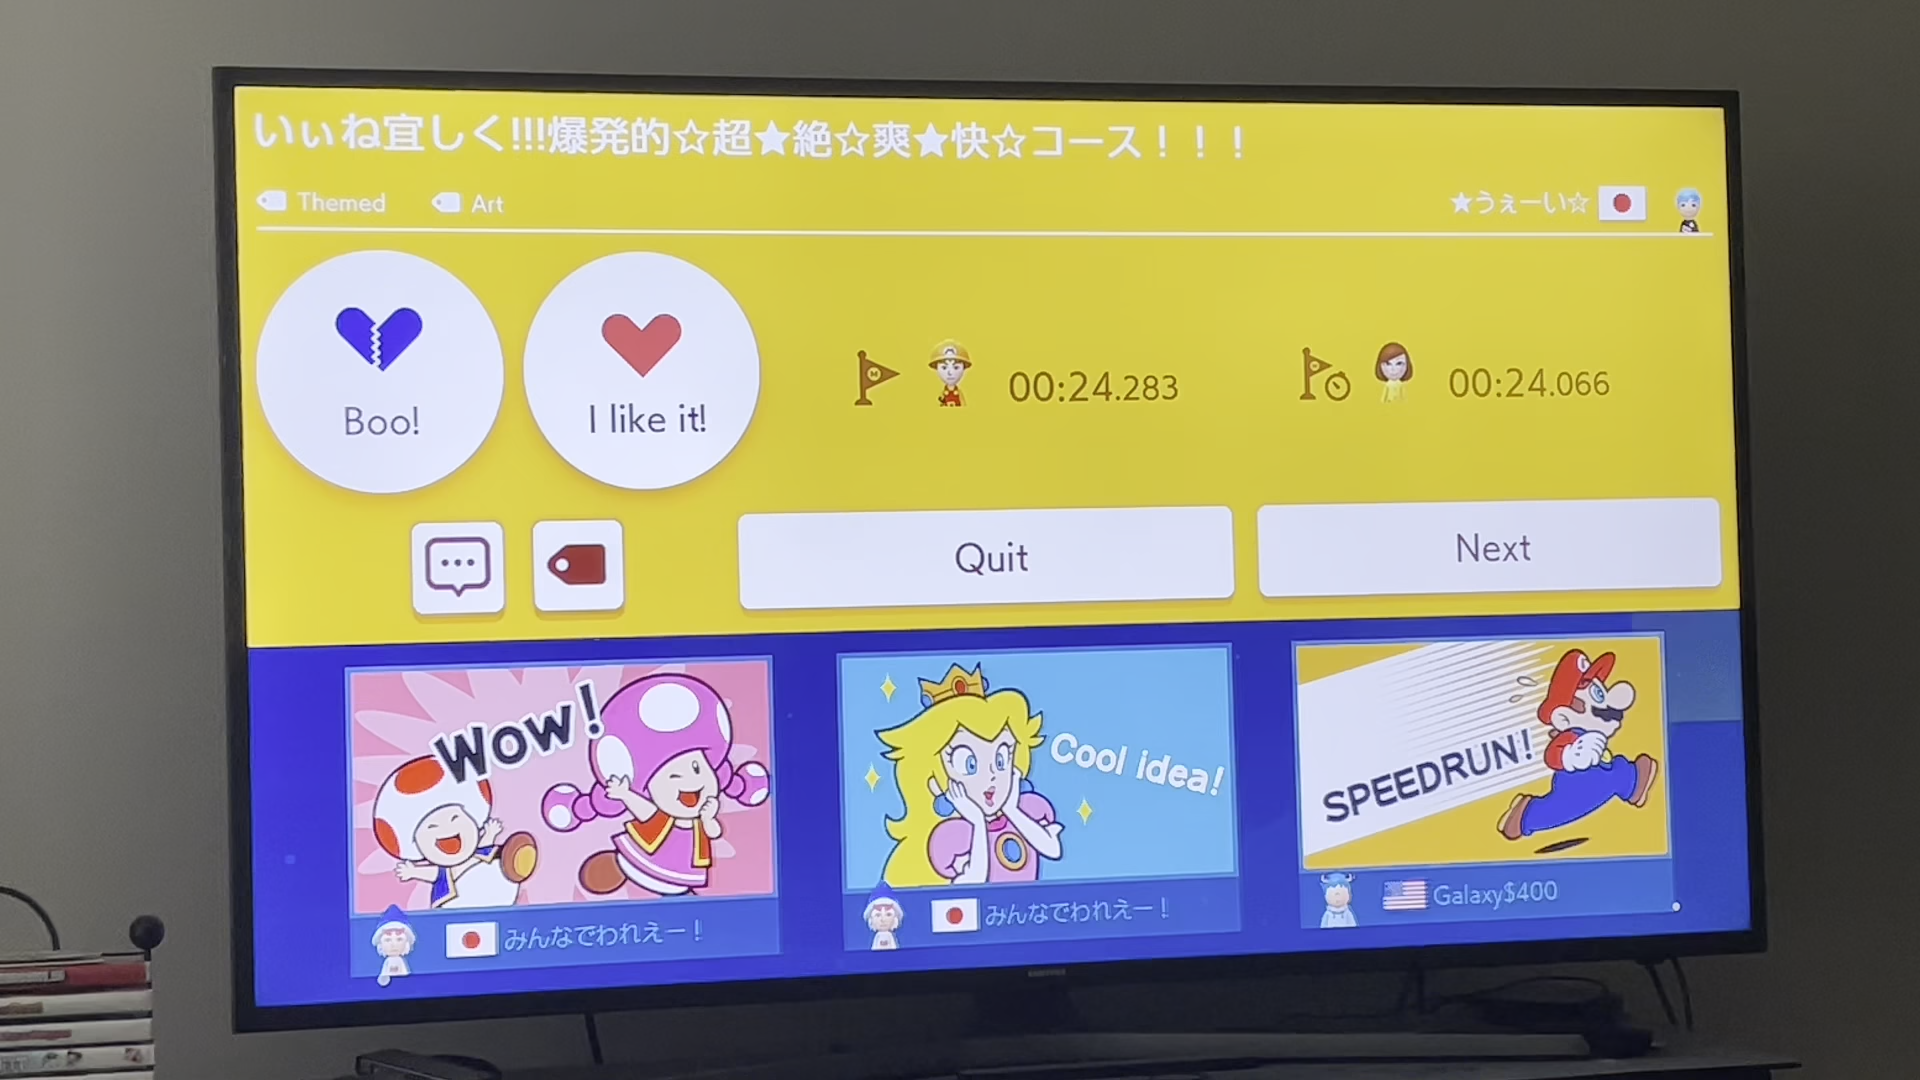 いぃね宜しく!!!爆発的☆超★絶☆爽★快☆コース！！！
Themed Art
★うぇーい☆
Boo!
I like it!
00:24.283
00:24.066
Quit
Next
Wow!
Cool idea!
SPEEDRUN!
みんなでわれえー！
みんなでわれえー！
Galaxy$400